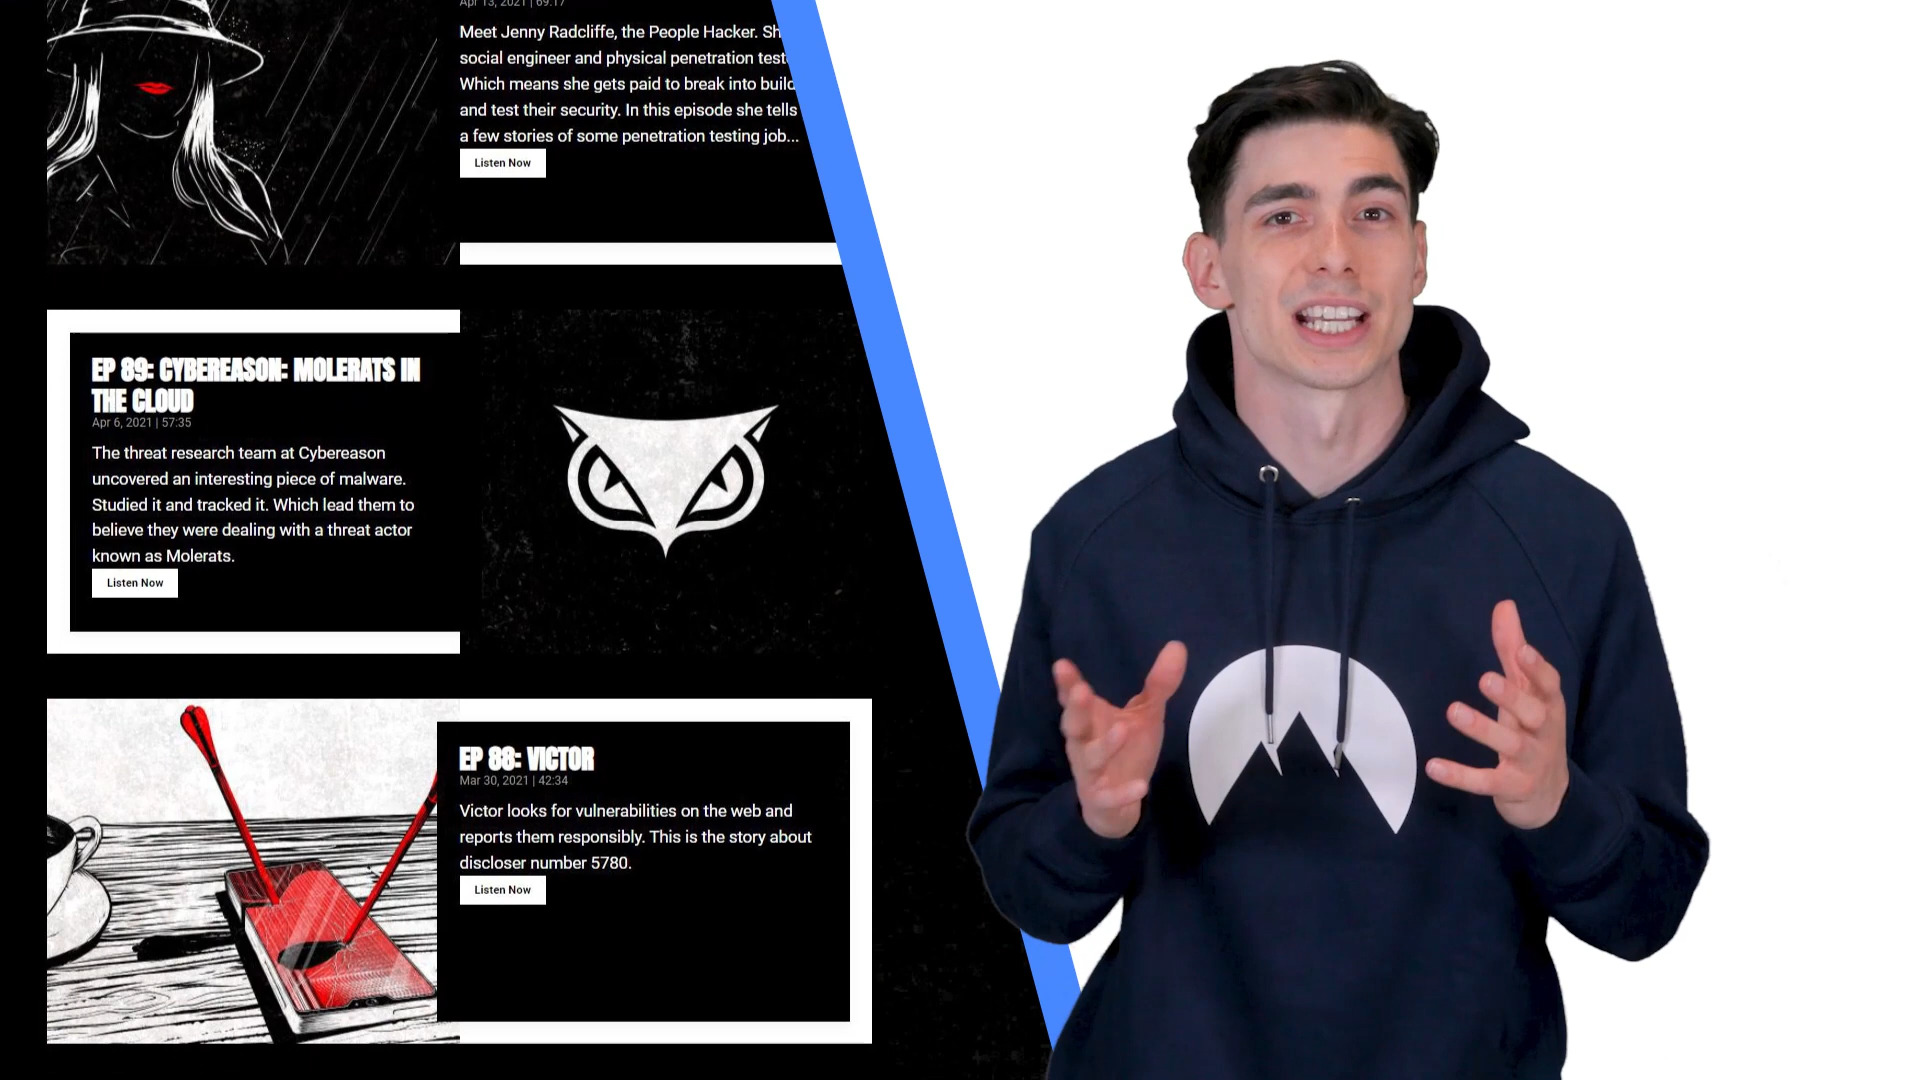 Apr 13, 2021 | 69:17
Meet Jenny Radcliffe, the People Hacker. Sh
social engineer and physical penetration test
Which means she gets paid to break into build
and test their security. In this episode she tells
a few stories of some penetration testing job...
Listen Now
EP 89: CYBEREASON: MOLERATS IN
THE CLOUD
Apr 6, 2021 | 57:35
The threat research team at Cybereason
uncovered an interesting piece of malware.
Studied it and tracked it. Which lead them to
believe they were dealing with a threat actor
known as Molerats.
Listen Now
EP 88: VICTOR
Mar 30, 2021 | 42:34
Victor looks for vulnerabilities on the web and
reports them responsibly. This is the story about
discloser number 5780.
Listen Now